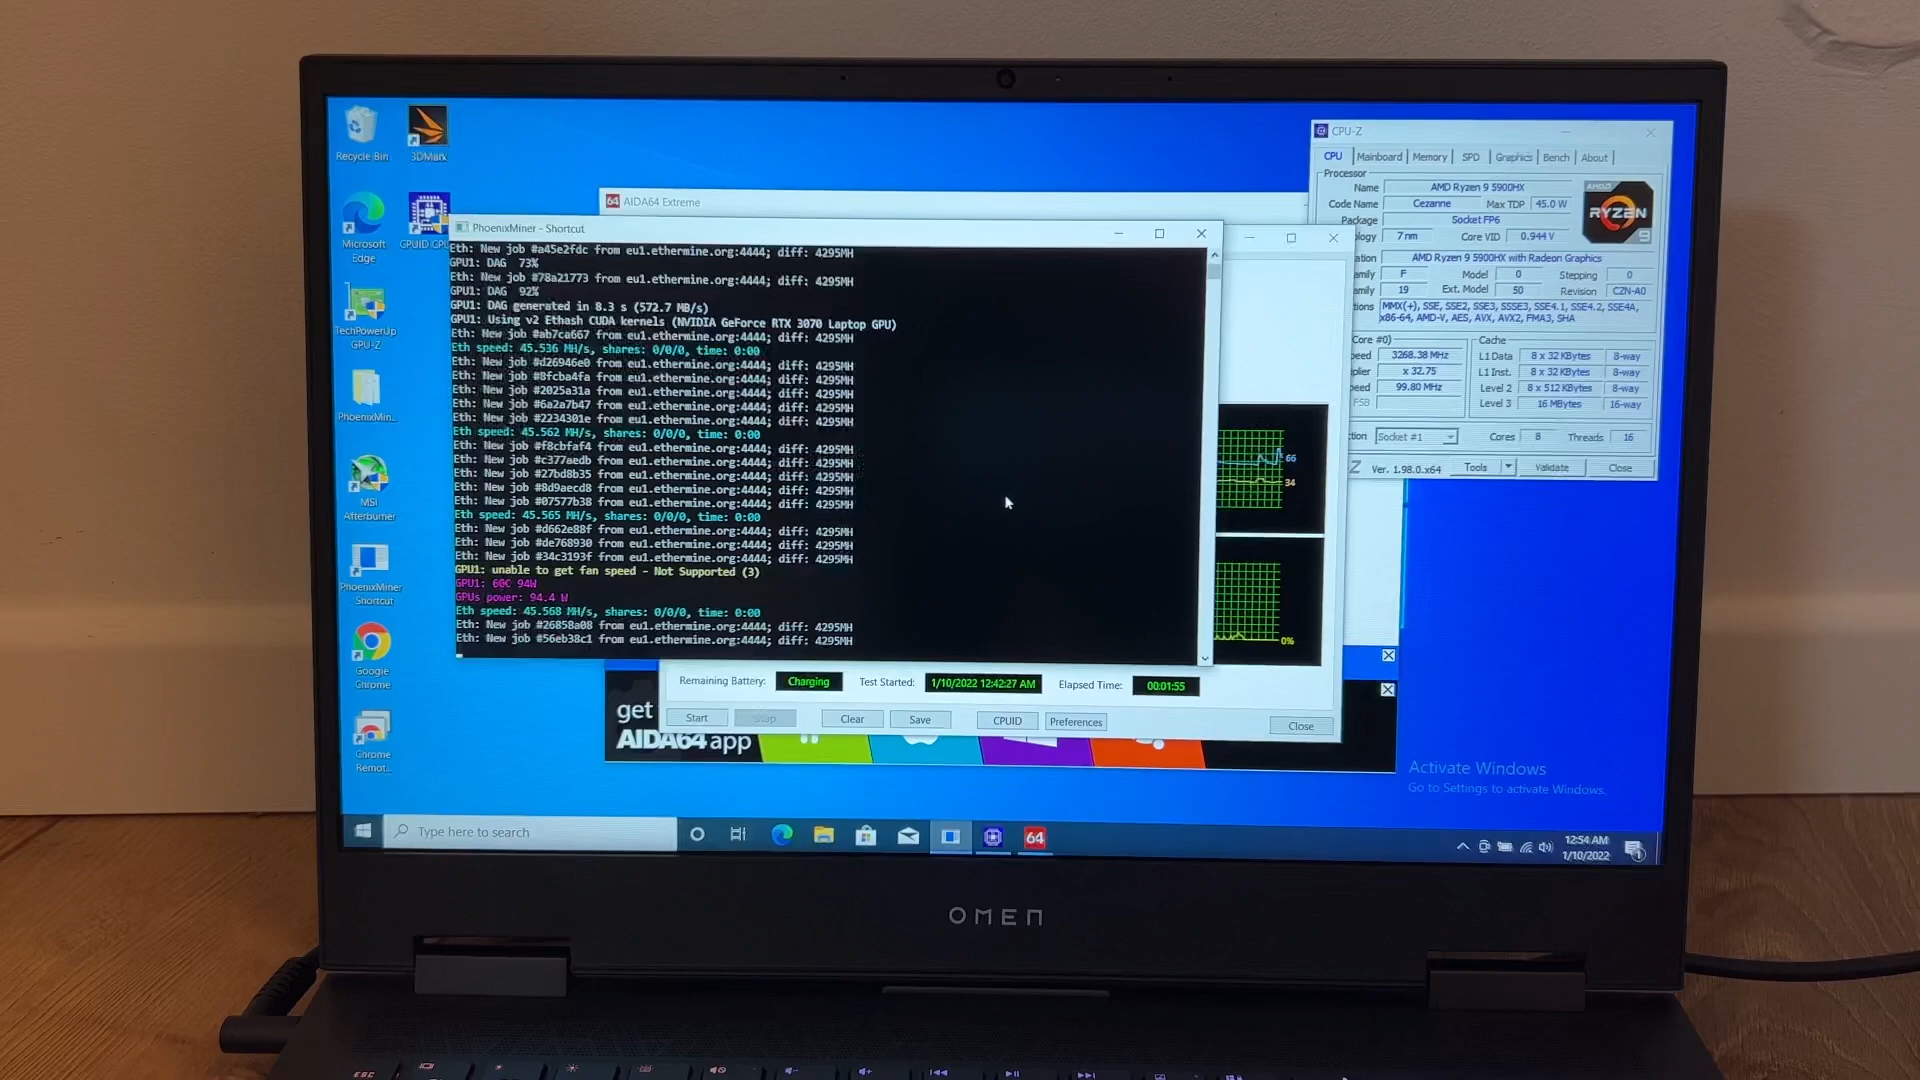 Recycle Bin
3DMark
Microsoft
Edge
CPUID CPU
TechPowerUp
GPU-Z
PhoenixMin...
MSI
Afterburner
PhoenixMiner
Shortcut
Google
Chrome
Chrome
Remot...
64 AIDA64 Extreme
PhoenixMiner - Shortcut
Eth: New job #a45e2fdc from eu1.ethermine.org:4444; diff: 4295MH
GPU1: DAG 73%
Eth: New job #78a21773 from eu1.ethermine.org:4444; diff: 4295MH
GPU1: DAG 92%
GPU1: DAG generated in 8.3 s (572.7 MB/s)
GPU1: Using v2 Ethash CUDA kernels (NVIDIA GeForce RTX 3070 Laptop GPU)
Eth: New job #ab7ca667 from eu1.ethermine.org:4444; diff: 4295MH
Eth speed: 45.536 MH/s, shares: 0/0/0, time: 0:00
Eth: New job #d26946e0 from eu1.ethermine.org:4444; diff: 4295MH
Eth: New job #8fcba4fa from eu1.ethermine.org:4444; diff: 4295MH
Eth: New job #2025a31a from eu1.ethermine.org:4444; diff: 4295MH
Eth: New job #6a2a7b47 from eu1.ethermine.org:4444; diff: 4295MH
Eth: New job #2234301e from eu1.ethermine.org:4444; diff: 4295MH
Eth speed: 45.562 MH/s, shares: 0/0/0, time: 0:00
Eth: New job #f8cbfaf4 from eu1.ethermine.org:4444; diff: 4295MH
Eth: New job #c377aedb from eu1.ethermine.org:4444; diff: 4295MH
Eth: New job #27bd8b35 from eu1.ethermine.org:4444; diff: 4295MH
Eth: New job #8d9aecd8 from eu1.ethermine.org:4444; diff: 4295MH
Eth: New job #07577b38 from eu1.ethermine.org:4444; diff: 4295MH
Eth speed: 45.565 MH/s, shares: 0/0/0, time: 0:00
Eth: New job #d662e88f from eu1.ethermine.org:4444; diff: 4295MH
Eth: New job #de768930 from eu1.ethermine.org:4444; diff: 4295MH
Eth: New job #34c3193f from eu1.ethermine.org:4444; diff: 4295MH
GPU1: unable to get fan speed - Not Supported (3)
GPU1: 60C 94W
GPUs power: 94.4 W
Eth speed: 45.568 MH/s, shares: 0/0/0, time: 0:00
Eth: New job #26858a08 from eu1.ethermine.org:4444; diff: 4295MH
Eth: New job #56eb38c1 from eu1.ethermine.org:4444; diff: 4295MH
66
34
0%
Remaining Battery: Charging Test Started: 1/10/2022 12:42:27 AM Elapsed Time: 00:01:55
Start Stop Clear Save CPUID Preferences Close
get
AIDA64 app
CPU-Z
CPU Mainboard Memory SPD Graphics Bench About
Processor
Name AMD Ryzen 9 5900HX
Code Name Cezanne Max TDP 45.0 W
Package Socket FP6
ology 7 nm Core VID 0.944 V
ation AMD Ryzen 9 5900HX with Radeon Graphics
amily F Model 0 Stepping 0
amily 19 Ext. Model 50 Revision CZN-A0
tions MMX(+), SSE, SSE2, SSE3, SSSE3, SSE4.1, SSE4.2, SSE4A,
x86-64, AMD-V, AES, AVX, AVX2, FMA3, SHA
AMD
RYZEN
9
Core #0)
eed 3268.38 MHz
plier x 32.75
peed 99.80 MHz
FSB
Cache
L1 Data 8 x 32 KBytes 8-way
L1 Inst. 8 x 32 KBytes 8-way
Level 2 8 x 512 KBytes 8-way
Level 3 16 MBytes 16-way
ction Socket #1 Cores 8 Threads 16
Z Ver. 1.98.0.x64 Tools Validate Close
Activate Windows
Go to Settings to activate Windows.
Type here to search
64
12:54 AM
1/10/2022
1
OMEN
ESC